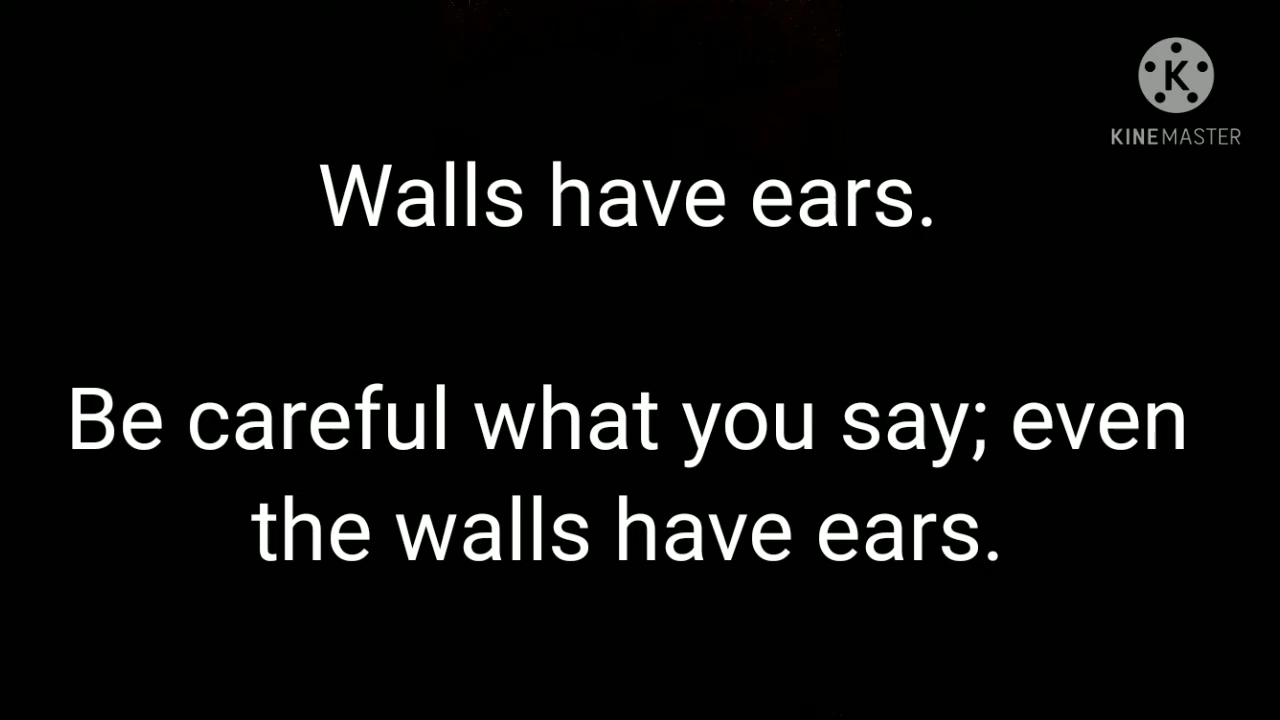 K
KINEMASTER
Walls have ears.
Be careful what you say; even
the walls have ears.